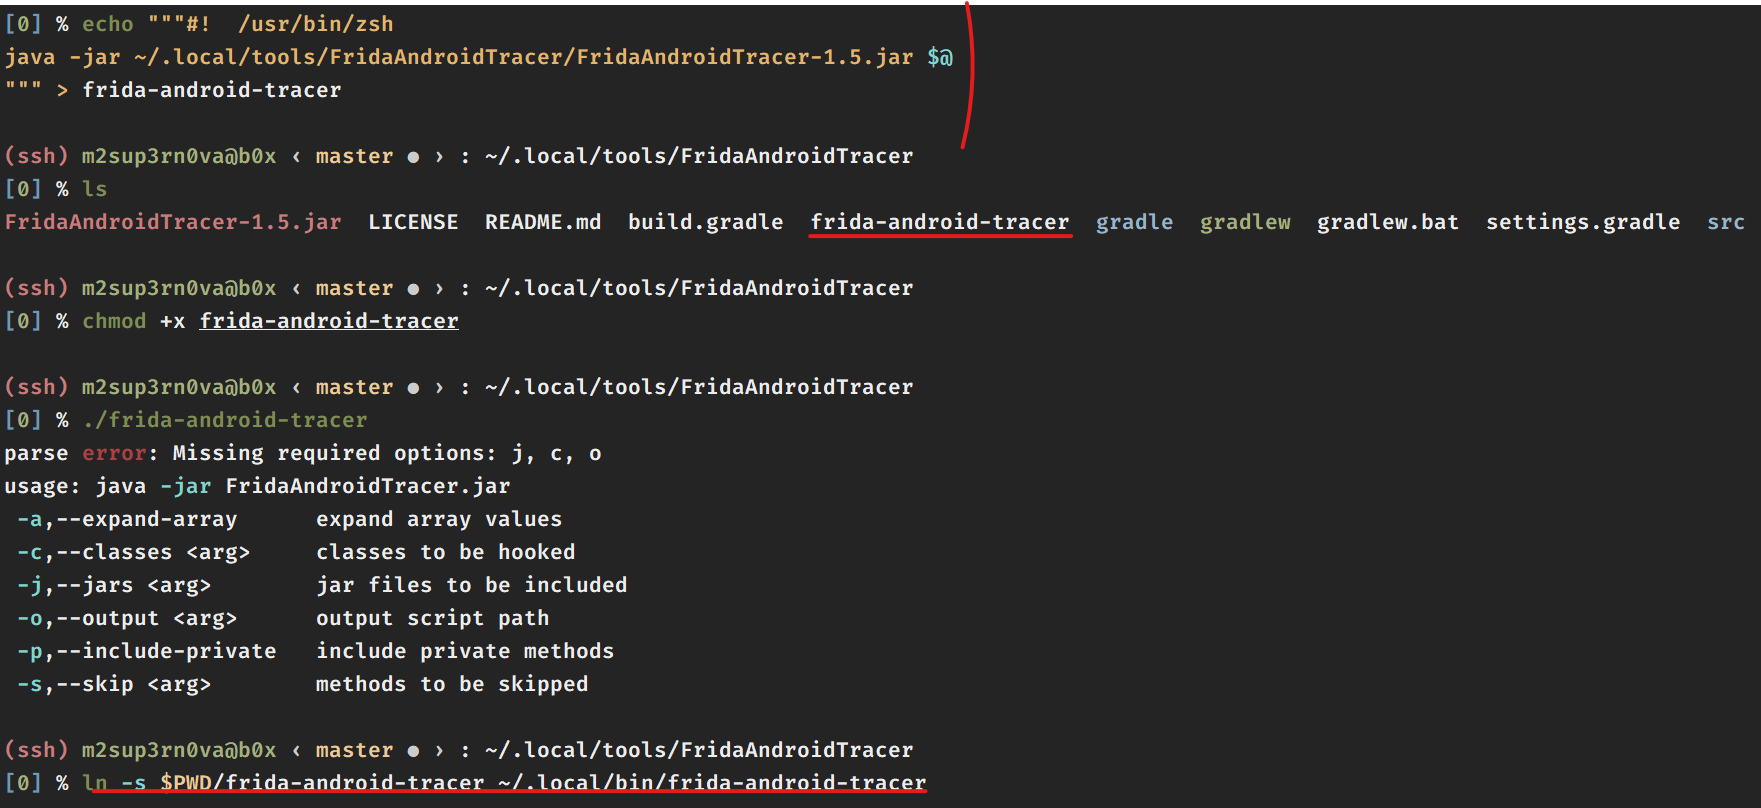 [0] % echo """#!  /usr/bin/zsh
java -jar ~/.local/tools/FridaAndroidTracer/FridaAndroidTracer-1.5.jar $@
""" > frida-android-tracer
(ssh) m2sup3rn0va@b0x ‹ master ● › : ~/.local/tools/FridaAndroidTracer
[0] % ls
FridaAndroidTracer-1.5.jar  LICENSE  README.md  build.gradle  frida-android-tracer  gradle  gradlew  gradlew.bat  settings.gradle  src
(ssh) m2sup3rn0va@b0x ‹ master ● › : ~/.local/tools/FridaAndroidTracer
[0] % chmod +x frida-android-tracer
(ssh) m2sup3rn0va@b0x ‹ master ● › : ~/.local/tools/FridaAndroidTracer
[0] % ./frida-android-tracer
parse error: Missing required options: j, c, o
usage: java -jar FridaAndroidTracer.jar
 -a,--expand-array      expand array values
 -c,--classes <arg>     classes to be hooked
 -j,--jars <arg>        jar files to be included
 -o,--output <arg>      output script path
 -p,--include-private   include private methods
 -s,--skip <arg>        methods to be skipped
(ssh) m2sup3rn0va@b0x ‹ master ● › : ~/.local/tools/FridaAndroidTracer
[0] % ln -s $PWD/frida-android-tracer ~/.local/bin/frida-android-tracer